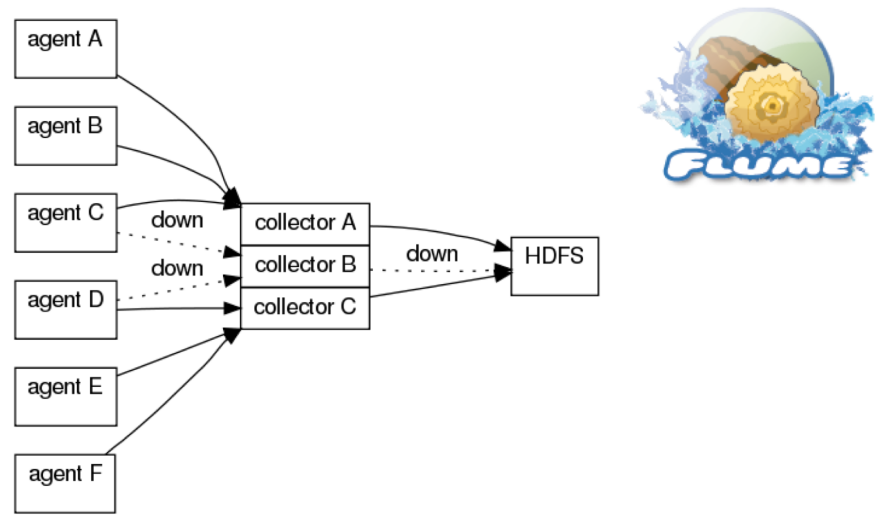 agent A
agent B
agent C
agent D
agent E
agent F
down
down
collector A
collector B
collector C
down
HDFS
FLUME